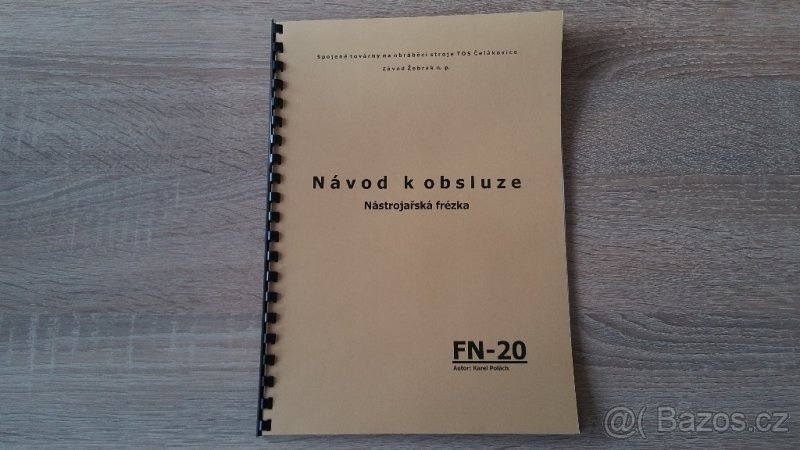 Spojené továrny na obráběcí stroje TOS Čelákovice
Závod Žebrák n. p.
Návod k obsluze
Nástrojařská frézka
FN-20
Autor: Karel Polách
@( Bazos.cz